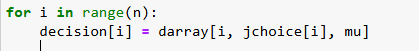 for i in range(n):
    decision[i] = darray[i, jchoice[i], mu]